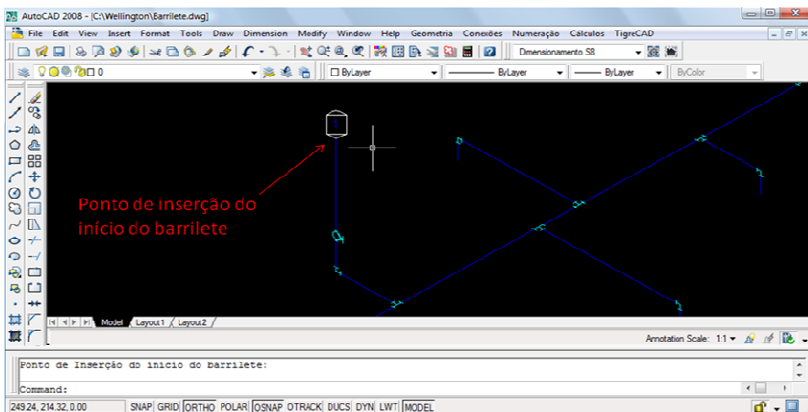 AutoCAD 2008 - [C:\Wellington\Barrilete.dwg]
File Edit View Insert Format Tools Draw Dimension Modify Window Help Geometria Conexões Numeração Cálculos TigreCAD
Dimensionamento S8
0 ByLayer ByLayer ByLayer ByColor
Ponto de inserção do
início do barrilete
Model Layout1 Layout2
Annotation Scale: 1:1
Ponto de Inserção do inicio do barrilete:
Command:
249.24, 214.32, 0.00 SNAP GRID ORTHO POLAR OSNAP OTRACK DUCS DYN LWT MODEL